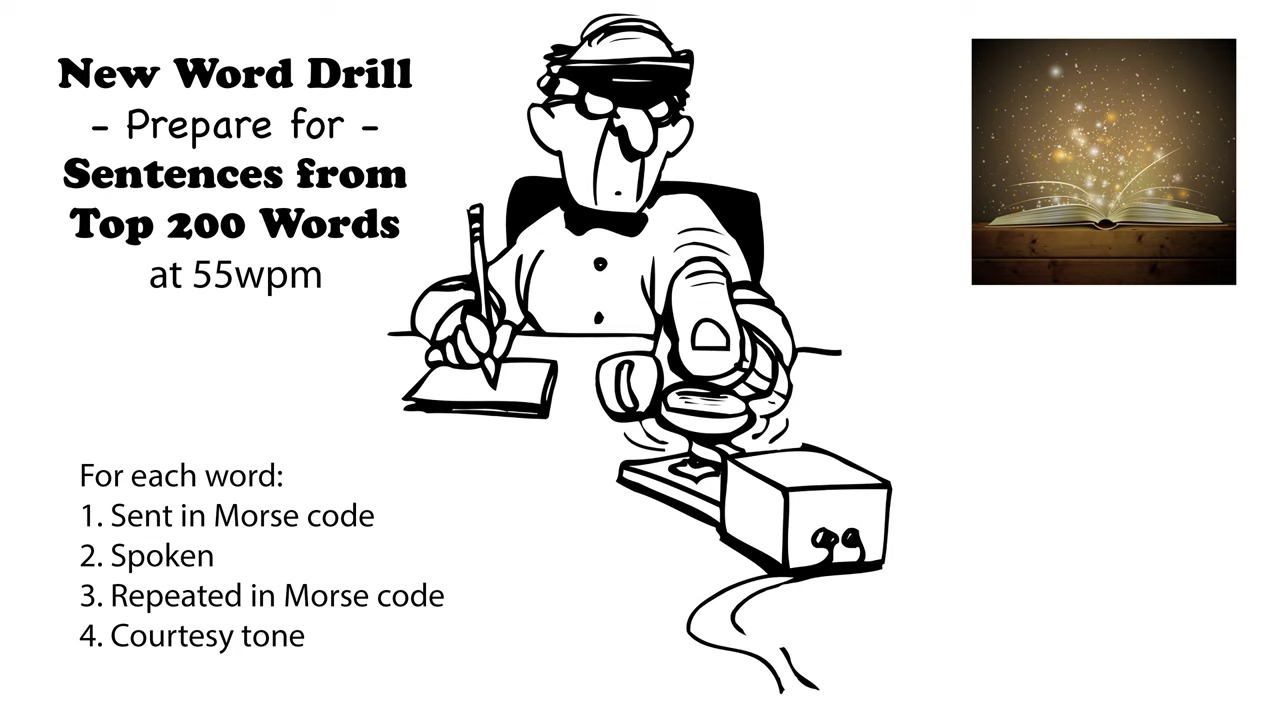 New Word Drill
- Prepare for -
Sentences from
Top 200 Words
at 55wpm
For each word:
1. Sent in Morse code
2. Spoken
3. Repeated in Morse code
4. Courtesy tone